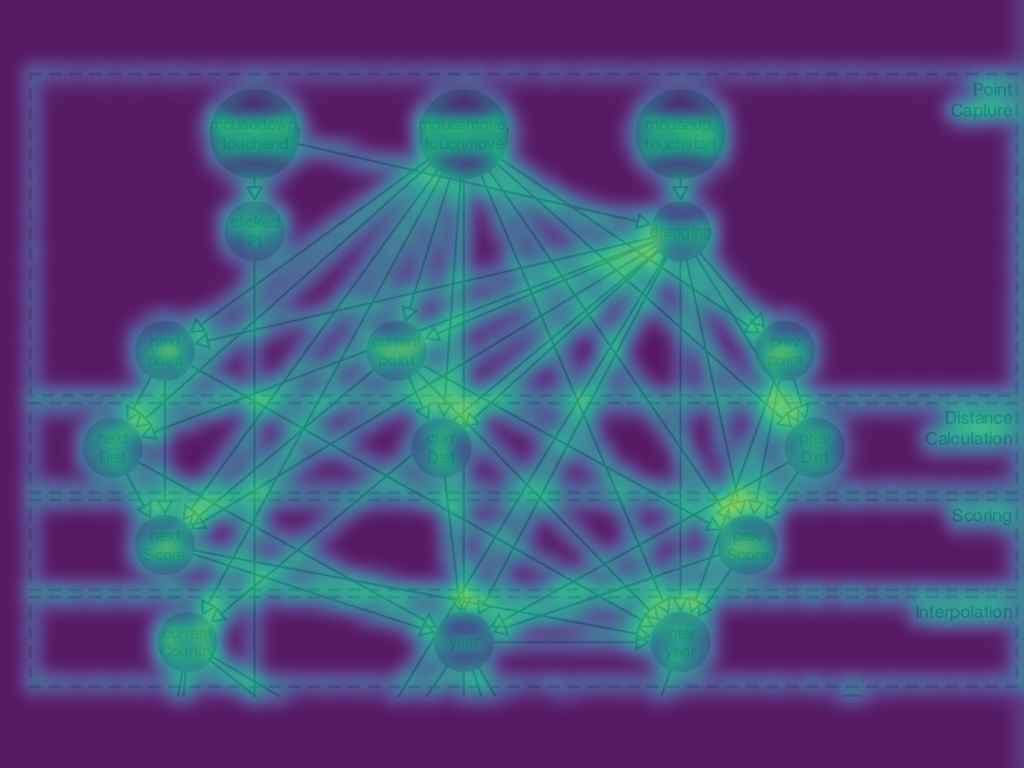 Point
Capture
mousedown,
touchend
mousemove,
touchmove
mouseup,
touchstart
clicked
Pt
dragging
next
point
current
point
prev
point
Distance
Calculation
next
Dist
curr
Dist
prev
Dist
Scoring
next
Score
prev
Score
Interpolation
current
Country
year
inter
year